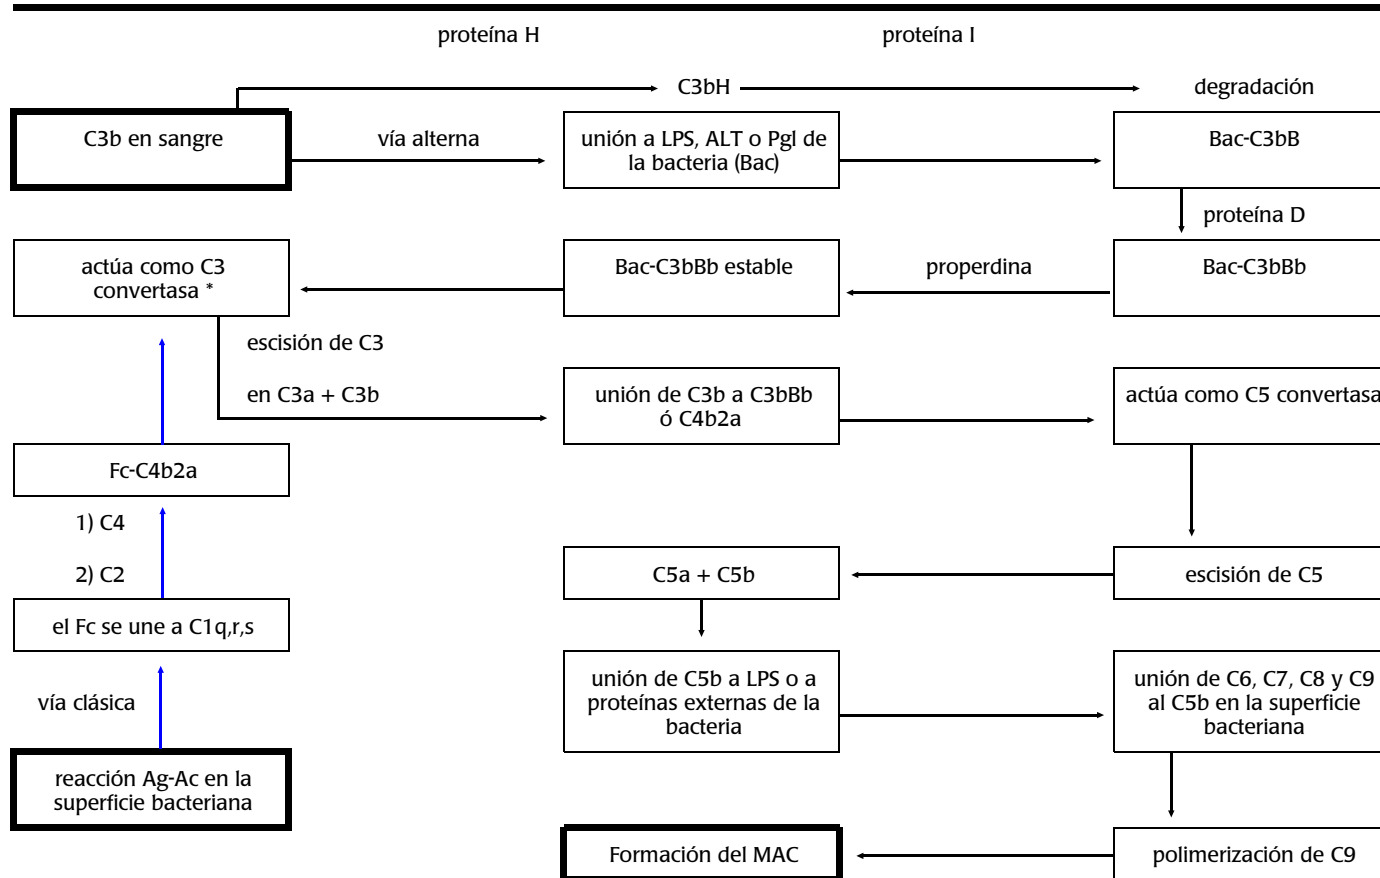 proteína H
proteína I
C3bH
degradación
C3b en sangre
vía alterna
unión a LPS, ALT o Pgl de
la bacteria (Bac)
Bac-C3bB
proteína D
actúa como C3
convertasa *
Bac-C3bBb estable
properdina
Bac-C3bBb
escisión de C3
en C3a + C3b
unión de C3b a C3bBb
ó C4b2a
actúa como C5 convertasa
Fc-C4b2a
1) C4
2) C2
C5a + C5b
escisión de C5
el Fc se une a C1q,r,s
vía clásica
unión de C5b a LPS o a
proteínas externas de la
bacteria
unión de C6, C7, C8 y C9
al C5b en la superficie
bacteriana
reacción Ag-Ac en la
superficie bacteriana
Formación del MAC
polimerización de C9